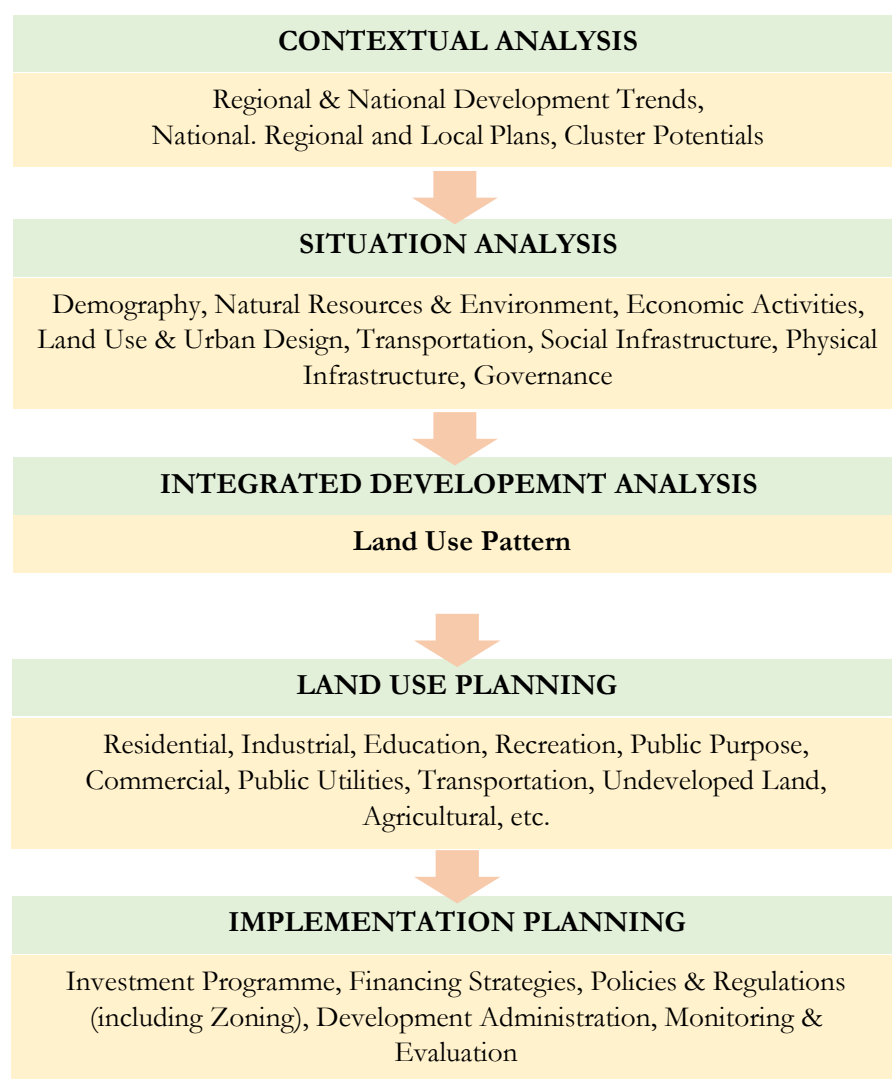 CONTEXTUAL ANALYSIS
Regional & National Development Trends,
National. Regional and Local Plans, Cluster Potentials
SITUATION ANALYSIS
Demography, Natural Resources & Environment, Economic Activities,
Land Use & Urban Design, Transportation, Social Infrastructure, Physical
Infrastructure, Governance
INTEGRATED DEVELOPEMNT ANALYSIS
Land Use Pattern
LAND USE PLANNING
Residential, Industrial, Education, Recreation, Public Purpose,
Commercial, Public Utilities, Transportation, Undeveloped Land,
Agricultural, etc.
IMPLEMENTATION PLANNING
Investment Programme, Financing Strategies, Policies & Regulations
(including Zoning), Development Administration, Monitoring &
Evaluation